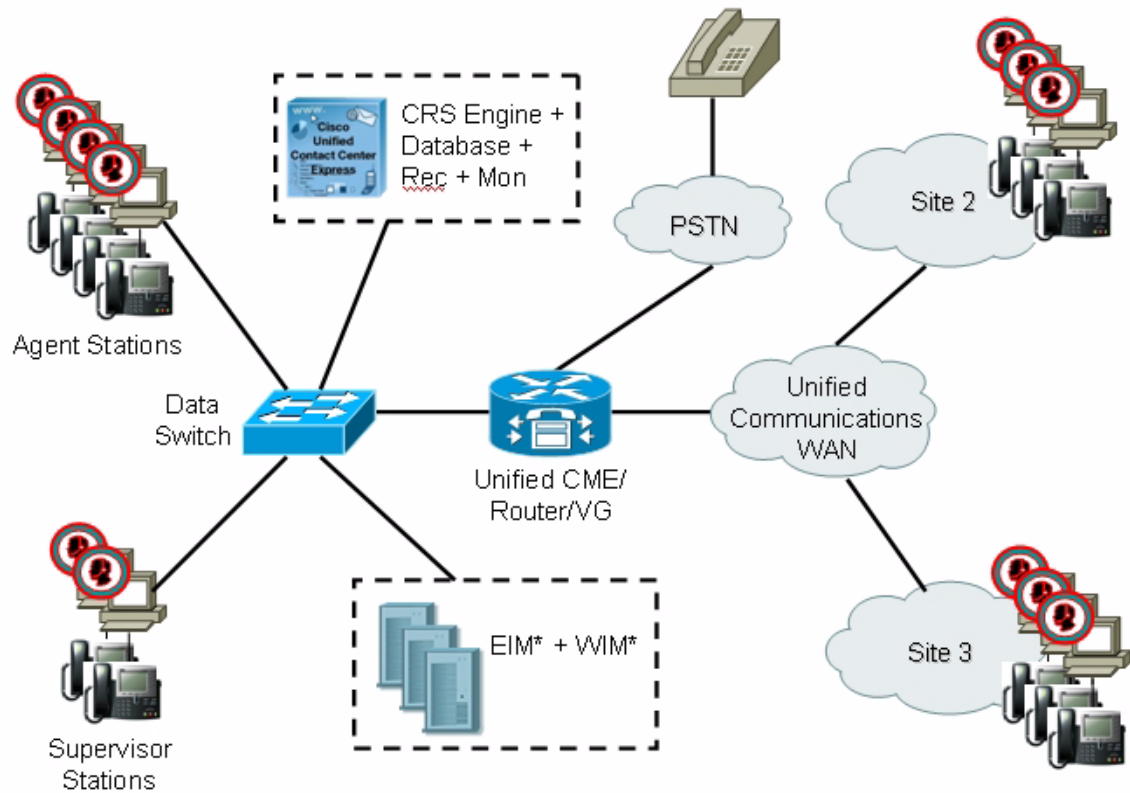 www.
Cisco
Unified
Contact Center
Express
CRS Engine +
Database +
Rec + Mon
PSTN
Site 2
Agent Stations
Data
Switch
Unified
Communications
WAN
Unified CME/
Router/VG
EIM* + WIM*
Site 3
Supervisor
Stations